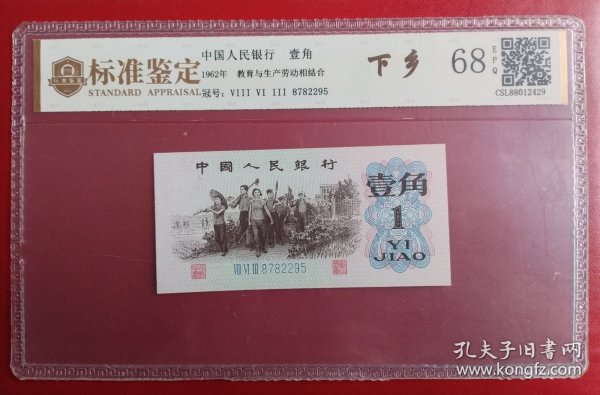 标准鉴定
STANDARD APPRAISAL
中国人民银行 壹角
1962年 教育与生产劳动相结合
冠号：VIII VI III 8782295
下乡
68
EPQ
CSL88012429
中國人民銀行
壹角
1
YI
JIAO
VIII VI III 8782295
孔夫子旧书网
www.kongfz.com